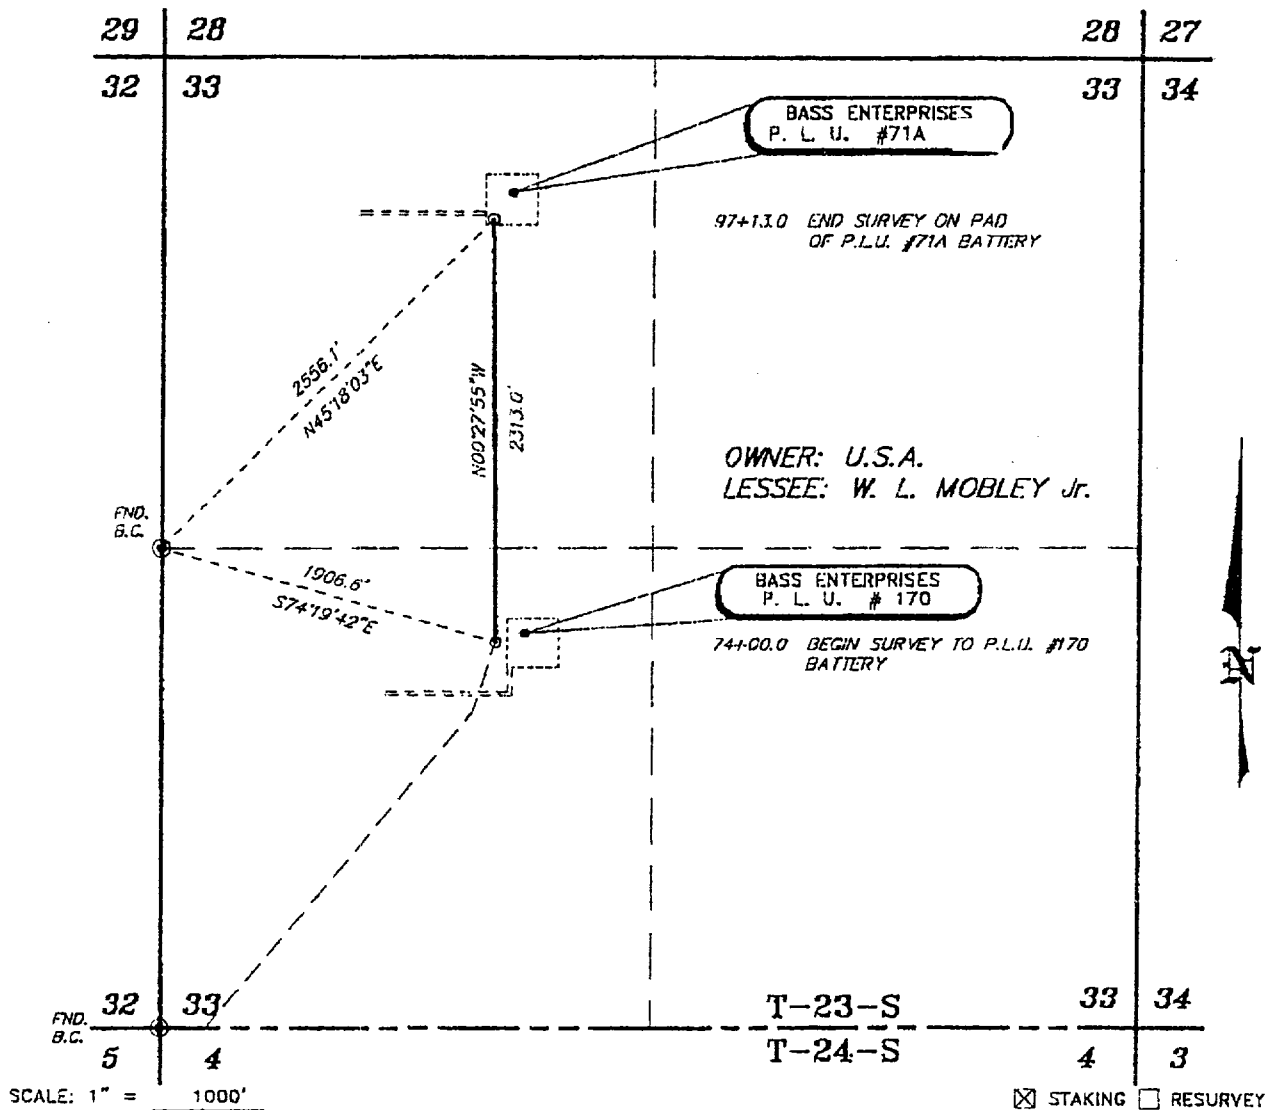 29 28
28 27
32 33
33 34
BASS ENTERPRISES
P. L. U. #71A
97+13.0 END SURVEY ON PAD
OF P.L.U. #71A BATTERY
2556.1'
N45°18'03"E
N00°27'55"W
2313.0'
OWNER: U.S.A.
LESSEE: W. L. MOBLEY Jr.
FND.
B.C.
1906.6'
S74°19'42"E
BASS ENTERPRISES
P. L. U. # 170
74+00.0 BEGIN SURVEY TO P.L.U. #170
BATTERY
N
32 33
T-23-S
33 34
FND.
B.C.
5 4
T-24-S
4 3
SCALE: 1" = 1000'
☒ STAKING ☐ RESURVEY